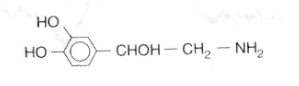 HO
HO
CHOH — CH₂ — NH₂